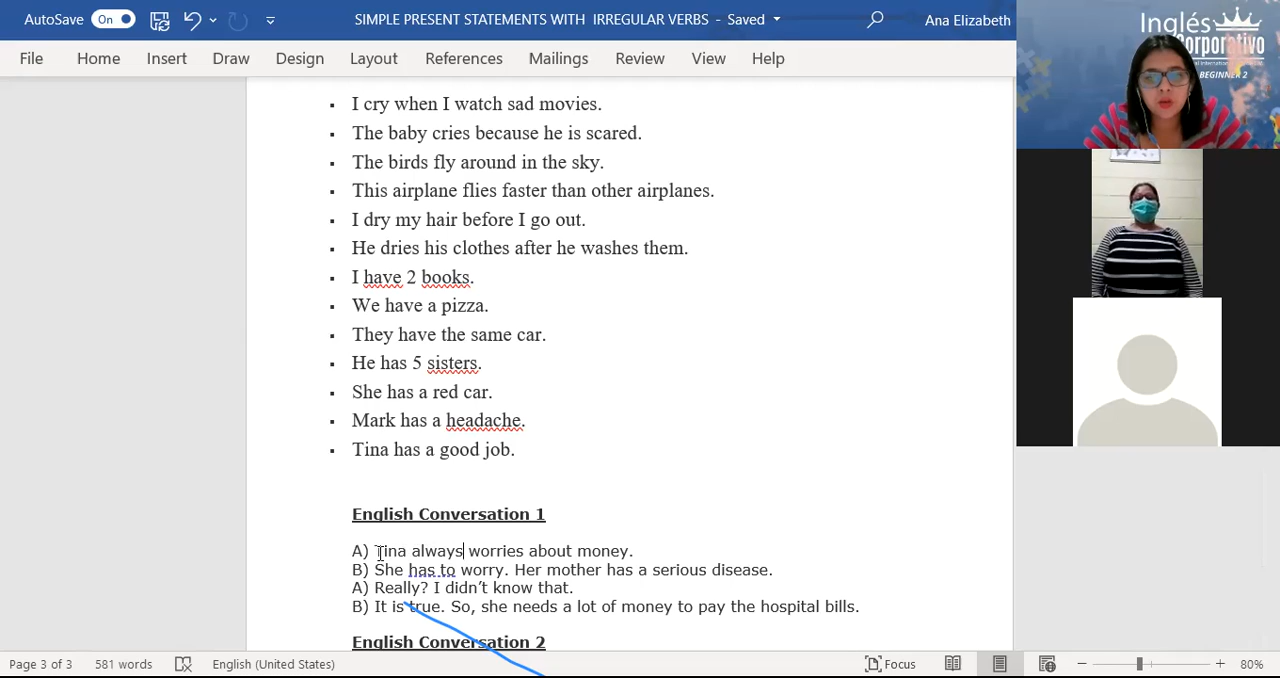 AutoSave On SIMPLE PRESENT STATEMENTS WITH IRREGULAR VERBS - Saved Ana Elizabeth
File Home Insert Draw Design Layout References Mailings Review View Help
Inglés
Corporativo
BEGINNER 2
I cry when I watch sad movies.
The baby cries because he is scared.
The birds fly around in the sky.
This airplane flies faster than other airplanes.
I dry my hair before I go out.
He dries his clothes after he washes them.
I have 2 books.
We have a pizza.
They have the same car.
He has 5 sisters.
She has a red car.
Mark has a headache.
Tina has a good job.
English Conversation 1
A) Tina always worries about money.
B) She has to worry. Her mother has a serious disease.
A) Really? I didn't know that.
B) It is true. So, she needs a lot of money to pay the hospital bills.
English Conversation 2
Page 3 of 3 581 words English (United States) Focus 80%